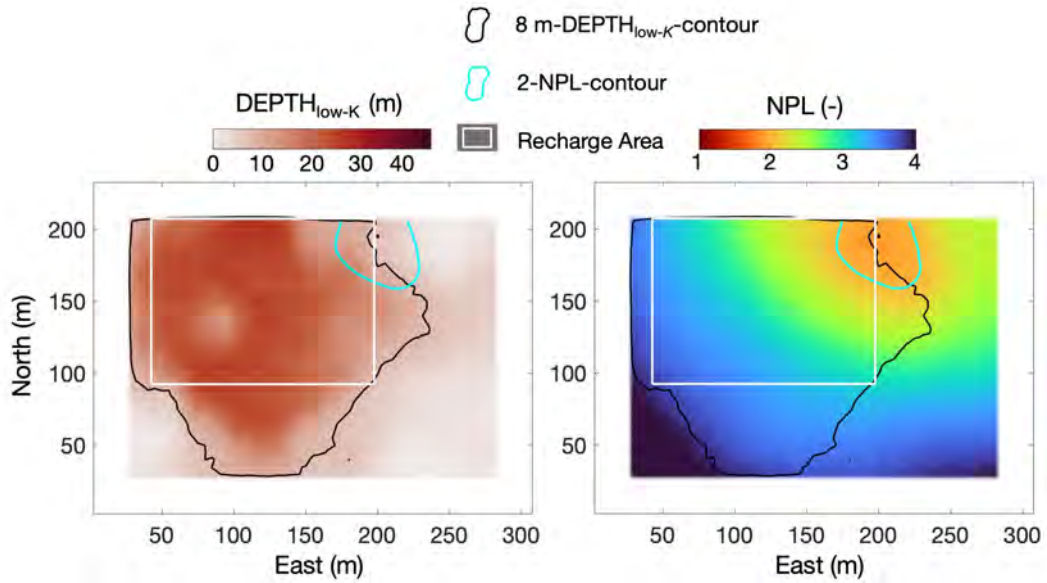 8 m-DEPTHlow-K-contour
2-NPL-contour
Recharge Area
DEPTHlow-K (m)
0 10 20 30 40
NPL (-)
1 2 3 4
North (m)
200
150
100
50
50 100 150 200 250 300
East (m)
200
150
100
50
50 100 150 200 250 300
East (m)